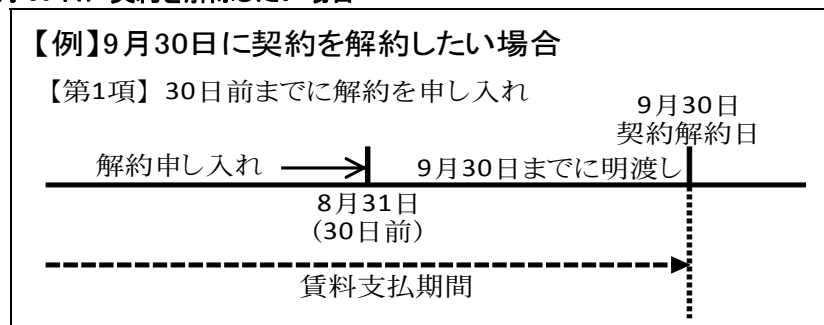 【例】9月30日に契約を解約したい場合
【第1項】30日前までに解約を申し入れ
9月30日
契約解約日
解約申し入れ
9月30日までに明渡し
8月31日
(30日前)
賃料支払期間